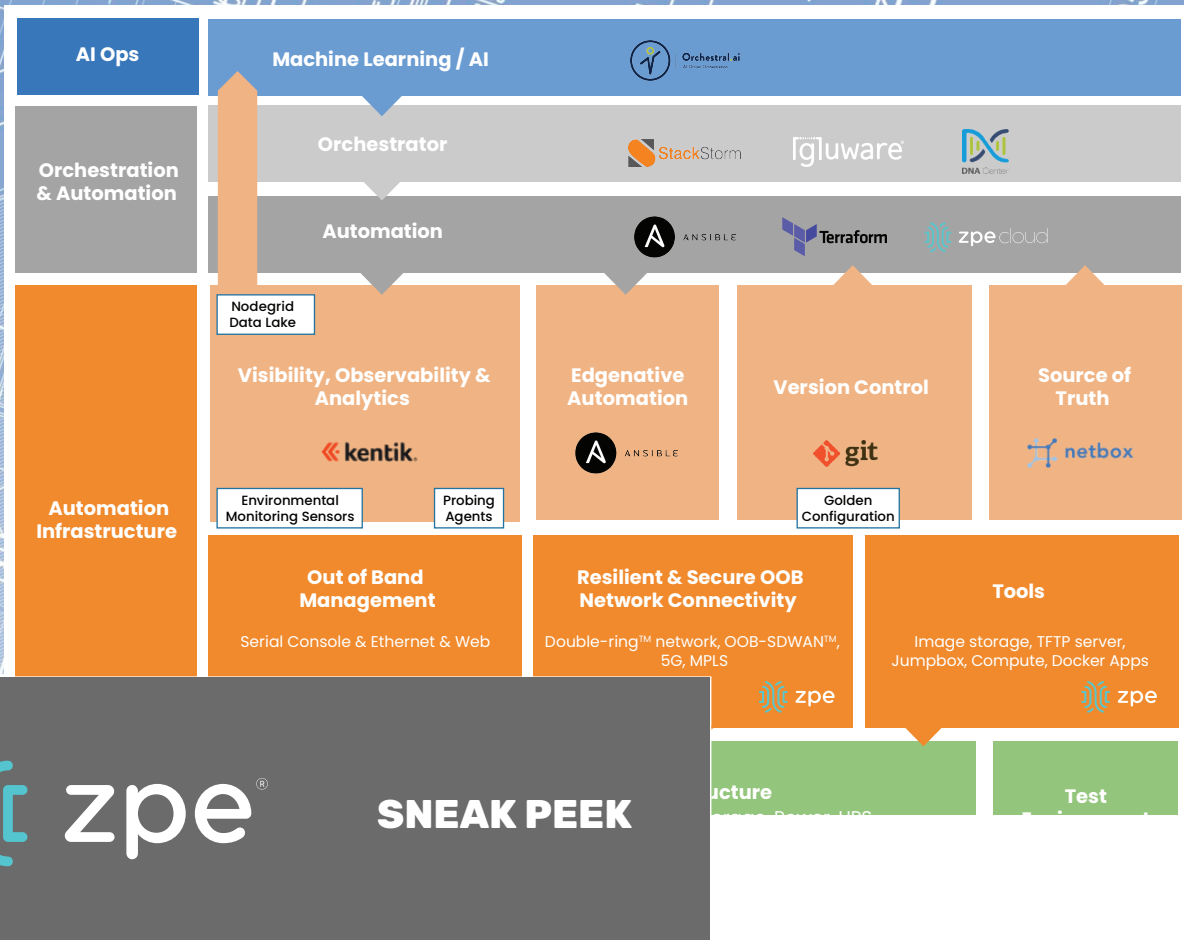 AI Ops
Machine Learning / AI
Orchestral ai
Orchestration
& Automation
Orchestrator
StackStorm
gluware
DNA Center
Automation
ANSIBLE
Terraform
zpe cloud
Automation
Infrastructure
Nodegrid
Data Lake
Visibility, Observability &
Analytics
kentik.
Environmental
Monitoring Sensors
Probing
Agents
Edgenative
Automation
ANSIBLE
Version Control
git
Golden
Configuration
Source of
Truth
netbox
Out of Band
Management
Serial Console & Ethernet & Web
Resilient & Secure OOB
Network Connectivity
Double-ring™ network, OOB-SDWAN™,
5G, MPLS
zpe
Tools
Image storage, TFTP server,
Jumpbox, Compute, Docker Apps
zpe
ucture
Power, UPS
Test
zpe®
SNEAK PEEK